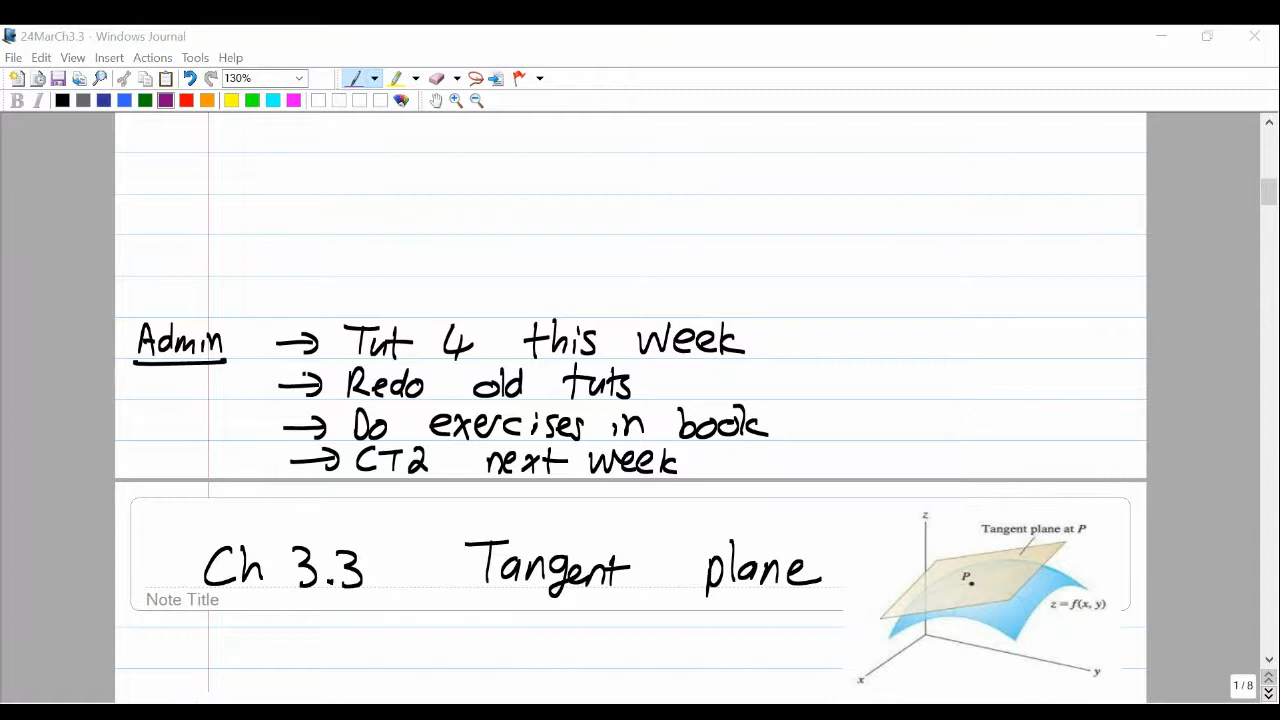 24MarCh3.3 - Windows Journal
File Edit View Insert Actions Tools Help
130%
B I
Admin → Tut 4 this week
→ Redo old tuts
→ Do exercises in book
→ CT2 next week
Ch 3.3 Tangent plane
Note Title
z
Tangent plane at P
P
z = f(x, y)
x
y
1 / 8